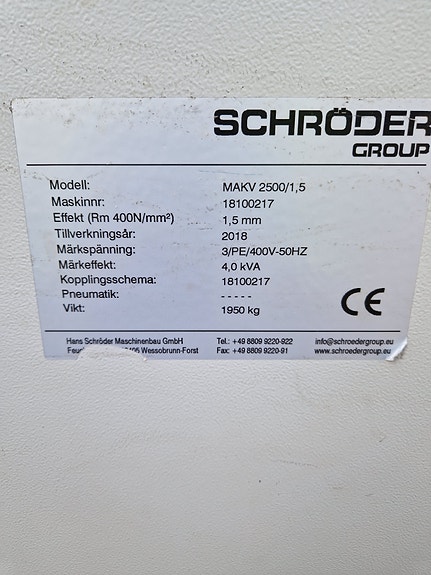 SCHRÖDER
GROUP
Modell: MAKV 2500/1,5
Maskinnr: 18100217
Effekt (Rm 400N/mm²) 1,5 mm
Tillverkningsår: 2018
Märkspänning: 3/PE/400V-50HZ
Märkeffekt: 4,0 kVA
Kopplingsschema: 18100217
Pneumatik: - - - - -
Vikt: 1950 kg
CE
Hans Schröder Maschinenbau GmbH Tel.: +49 8809 9220-922 info@schroedergroup.eu
Wessobrunn-Forst Fax: +49 8809 9220-91 www.schroedergroup.eu